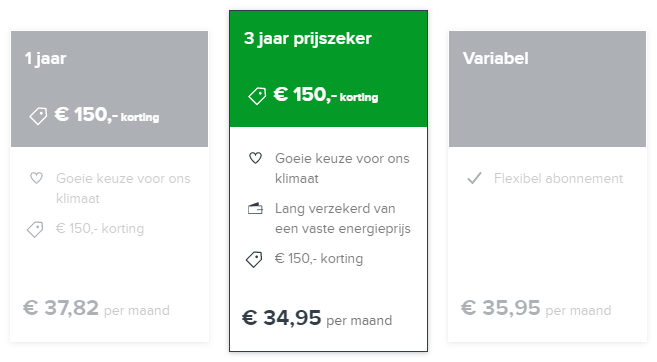 1 jaar
€ 150,- korting
Goeie keuze voor ons
klimaat
€ 150,- korting
€ 37,82 per maand
3 jaar prijszeker
€ 150,- korting
Goeie keuze voor ons
klimaat
Lang verzekerd van
een vaste energieprijs
€ 150,- korting
€ 34,95 per maand
Variabel
Flexibel abonnement
€ 35,95 per maand